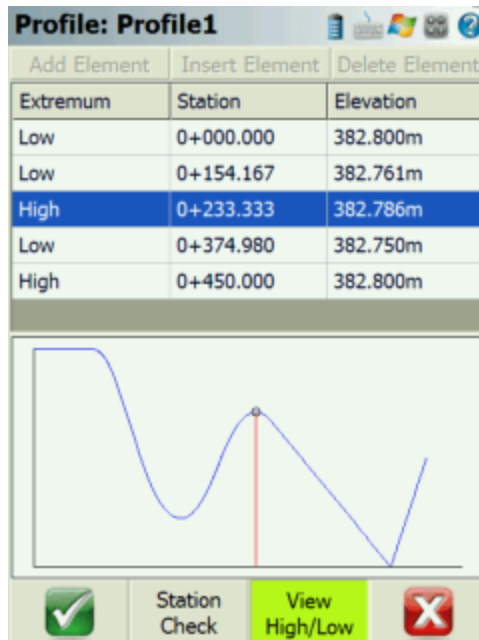 Profile: Profile1
Add Element Insert Element Delete Element
Extremum Station Elevation
Low 0+000.000 382.800m
Low 0+154.167 382.761m
High 0+233.333 382.786m
Low 0+374.980 382.750m
High 0+450.000 382.800m
Station Check
View High/Low